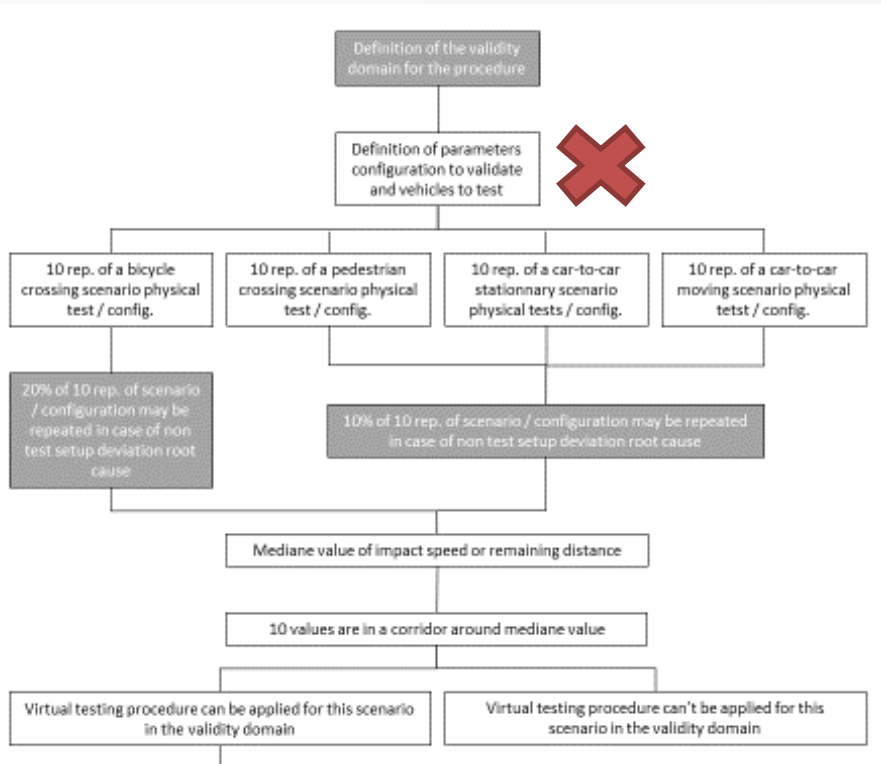 Definition of the validity
domain for the procedure
Definition of parameters
configuration to validate
and vehicles to test
10 rep. of a bicycle
crossing scenario physical
test / config.
10 rep. of a pedestrian
crossing scenario physical
test / config.
10 rep. of a car-to-car
stationnary scenario
physical tests / config.
10 rep. of a car-to-car
moving scenario physical
tetst / config.
20% of 10 rep. of scenario
/ configuration may be
repeated in case of non
test setup deviation root
cause
10% of 10 rep. of scenario / configuration may be repeated
in case of non test setup deviation root cause
Mediane value of impact speed or remaining distance
10 values are in a corridor around mediane value
Virtual testing procedure can be applied for this scenario
in the validity domain
Virtual testing procedure can't be applied for this
scenario in the validity domain